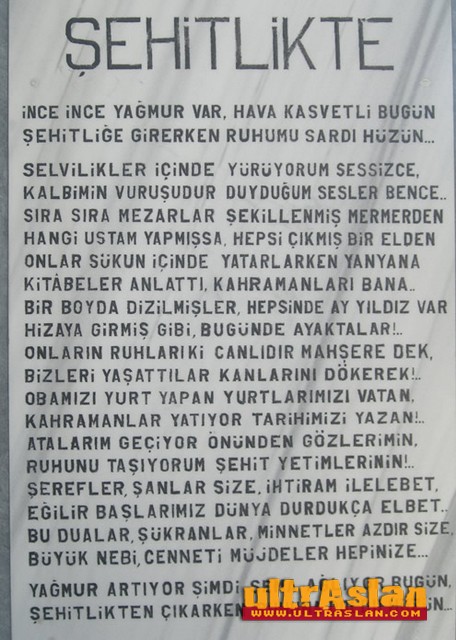 ŞEHİTLİKTE
İNCE İNCE YAĞMUR VAR, HAVA KASVETLİ BUGÜN
ŞEHİTLİĞE GİRERKEN RUHUMU SARDI HÜZÜN...
SELVİLİKLER İÇİNDE YÜRÜYORUM SESSİZCE,
KALBİMİN VURUŞUDUR DUYDUĞUM SESLER BENCE..
SIRA SIRA MEZARLAR ŞEKİLLENMİŞ MERMERDEN
HANGİ USTAM YAPMIŞSA, HEPSİ ÇIKMIŞ BİR ELDEN
ONLAR SÜKUN İÇİNDE YATARLARKEN YANYANA
KİTÂBELER ANLATTI, KAHRAMANLARI BANA..
BİR BOYDA DİZİLMİŞLER, HEPSİNDE AY YILDIZ VAR
HİZAYA GİRMİŞ GİBİ, BUGÜNDE AYAKTALAR!..
ONLARIN RUHLARIKİ CANLIDIR MAHŞERE DEK,
BİZLERİ YAŞATTILAR KANLARINI DÖKEREK!..
OBAMIZI YURT YAPAN YURTLARIMIZI VATAN,
KAHRAMANLAR YATIYOR TARİHİMİZİ YAZAN!..
ATALARIM GEÇİYOR ÖNÜNDEN GÖZLERİMİN,
RUHUNU TAŞIYORUM ŞEHİT YETİMLERİNİN!..
ŞEREFLER, ŞANLAR SİZE, İHTİRAM İLELEBET,
EĞİLİR BAŞLARIMIZ DÜNYA DURDUKÇA ELBET..
BU DUALAR, ŞÜKRANLAR, MİNNETLER AZDIR SİZE,
BÜYÜK NEBİ, CENNETİ MÜJDELER HEPİNİZE...
YAĞMUR ARTIYOR ŞİMDİ, BUGÜN,
ŞEHİTLİKTEN ÇIKARKEN
ultrAslan
WWW.ULTRASLAN.COM